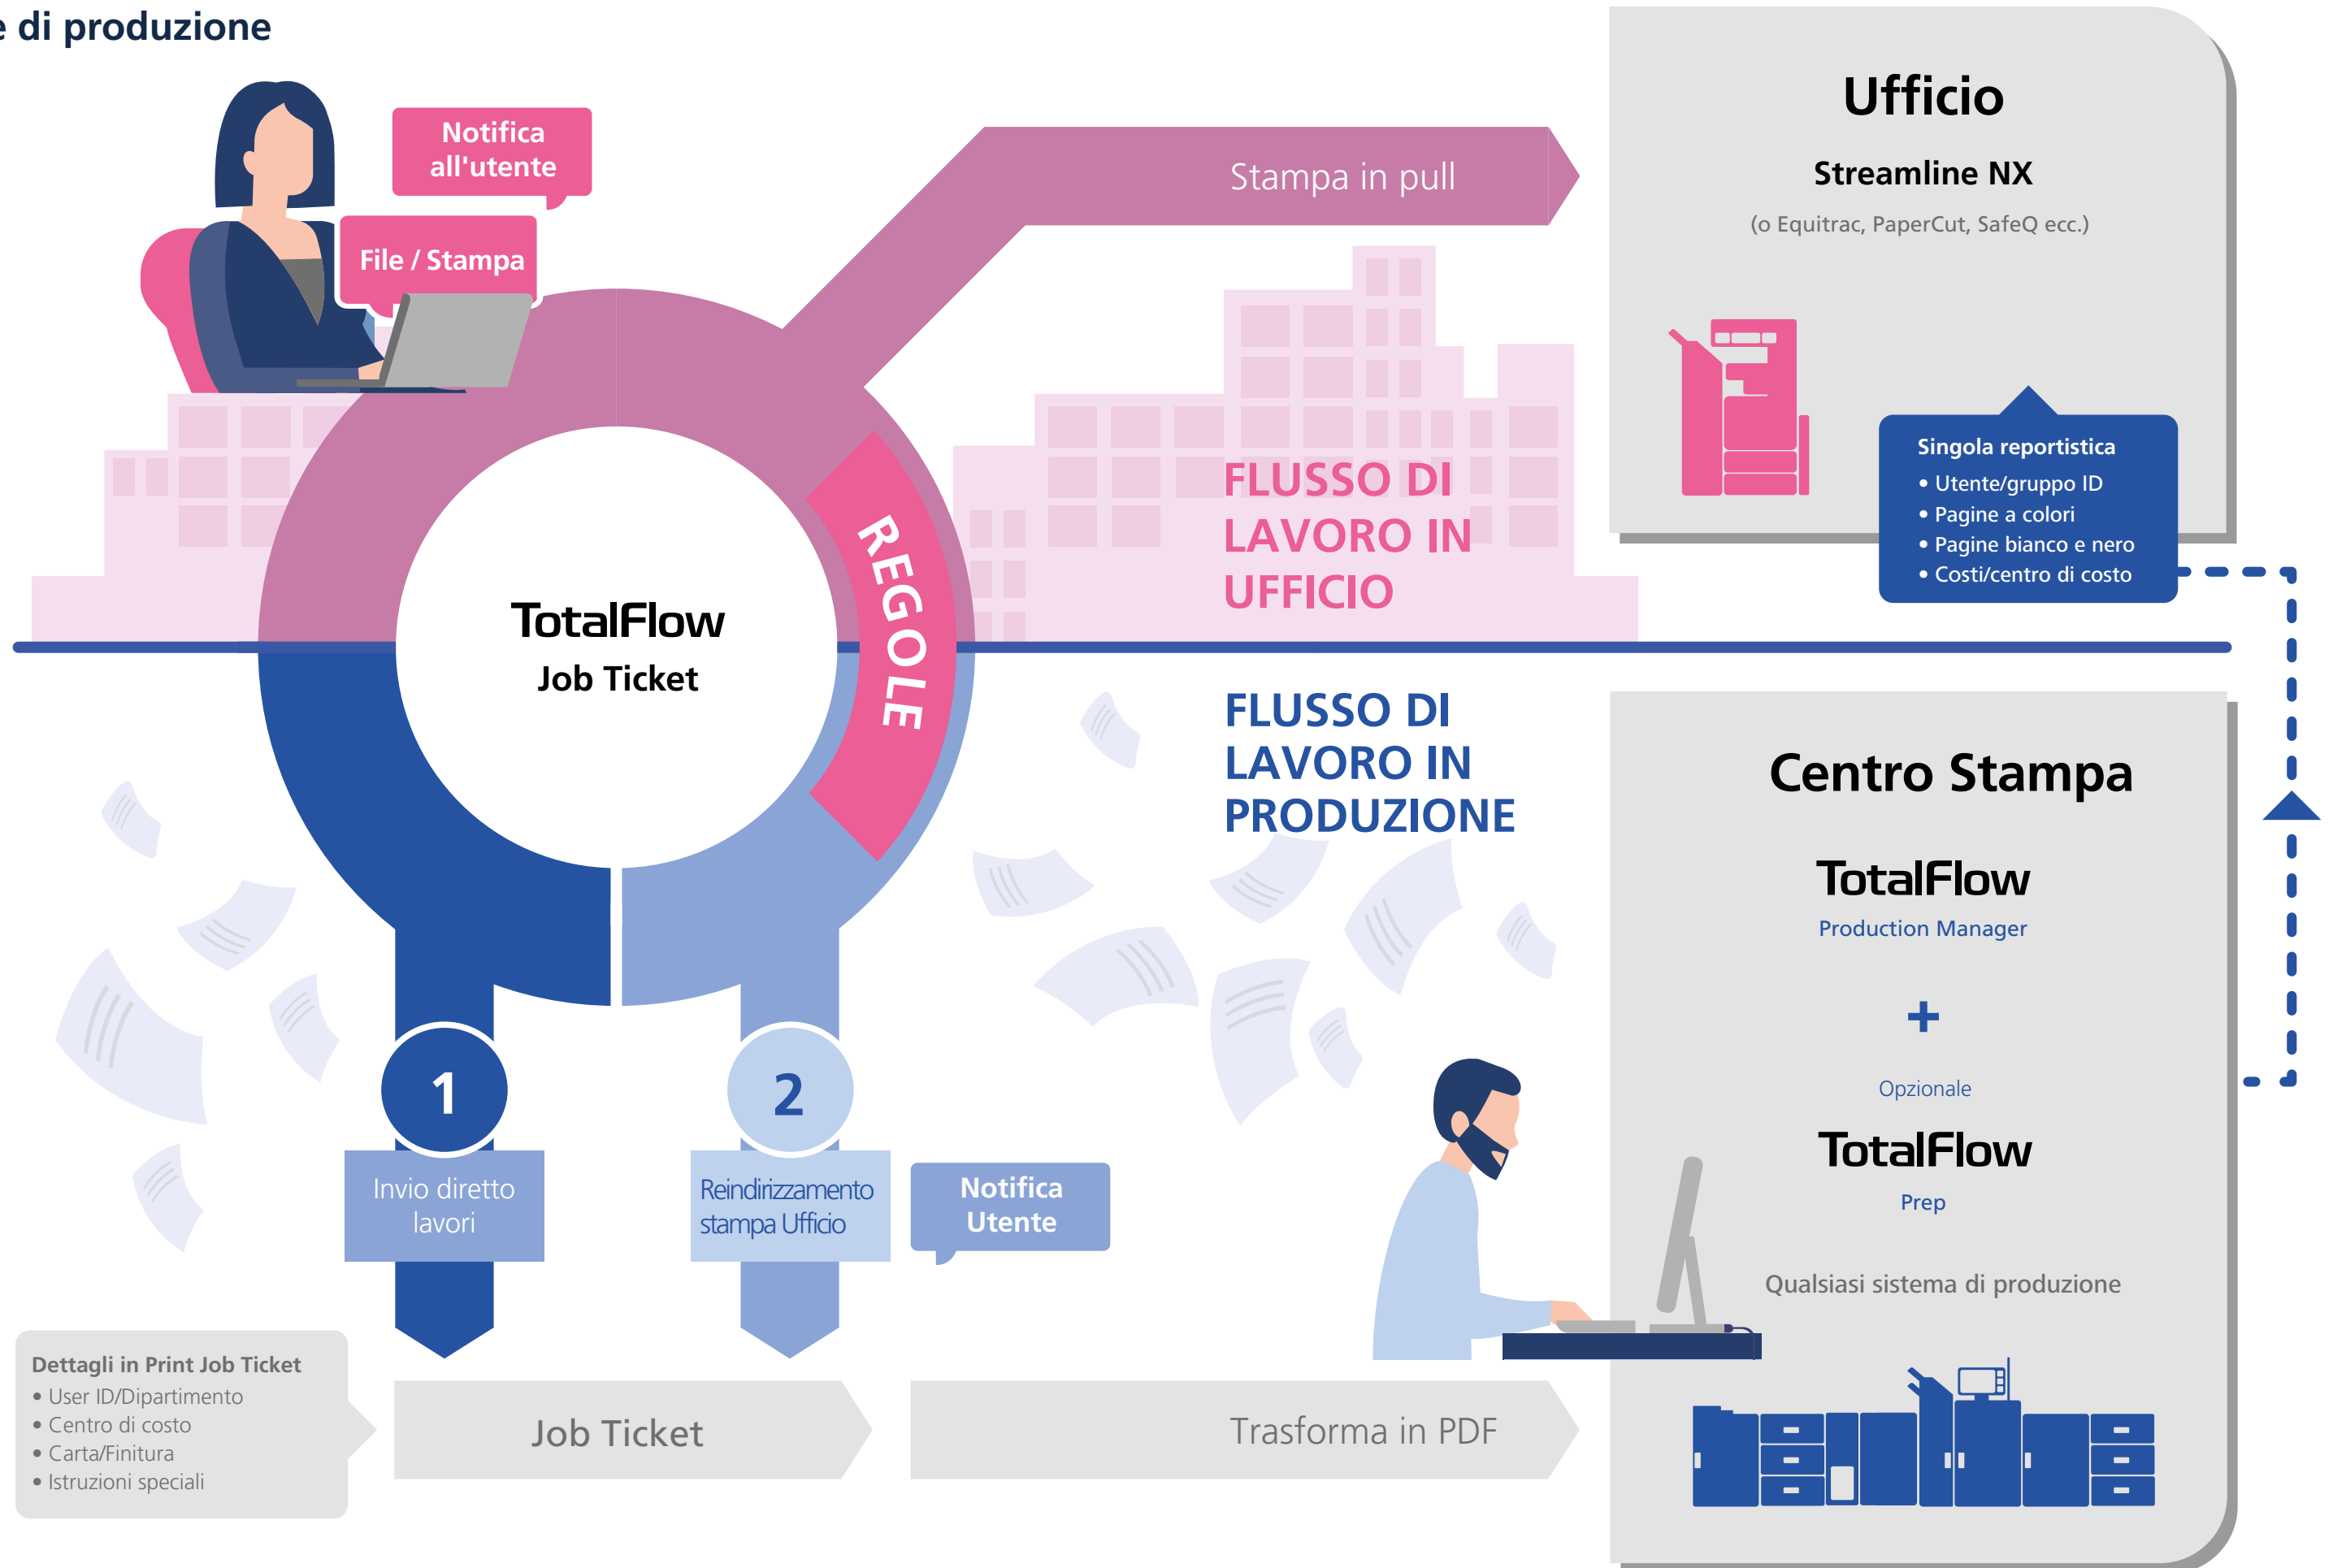 e di produzione
Notifica
all'utente
File / Stampa
Stampa in pull
Ufficio
Streamline NX
(o Equitrac, PaperCut, SafeQ ecc.)
Singola reportistica
• Utente/gruppo ID
• Pagine a colori
• Pagine bianco e nero
• Costi/centro di costo
FLUSSO DI
LAVORO IN
UFFICIO
REGOLE
TotalFlow
Job Ticket
FLUSSO DI
LAVORO IN
PRODUZIONE
Centro Stampa
TotalFlow
Production Manager
+
Opzionale
TotalFlow
Prep
Qualsiasi sistema di produzione
1
Invio diretto
lavori
2
Reindirizzamento
stampa Ufficio
Notifica
Utente
Dettagli in Print Job Ticket
• User ID/Dipartimento
• Centro di costo
• Carta/Finitura
• Istruzioni speciali
Job Ticket
Trasforma in PDF